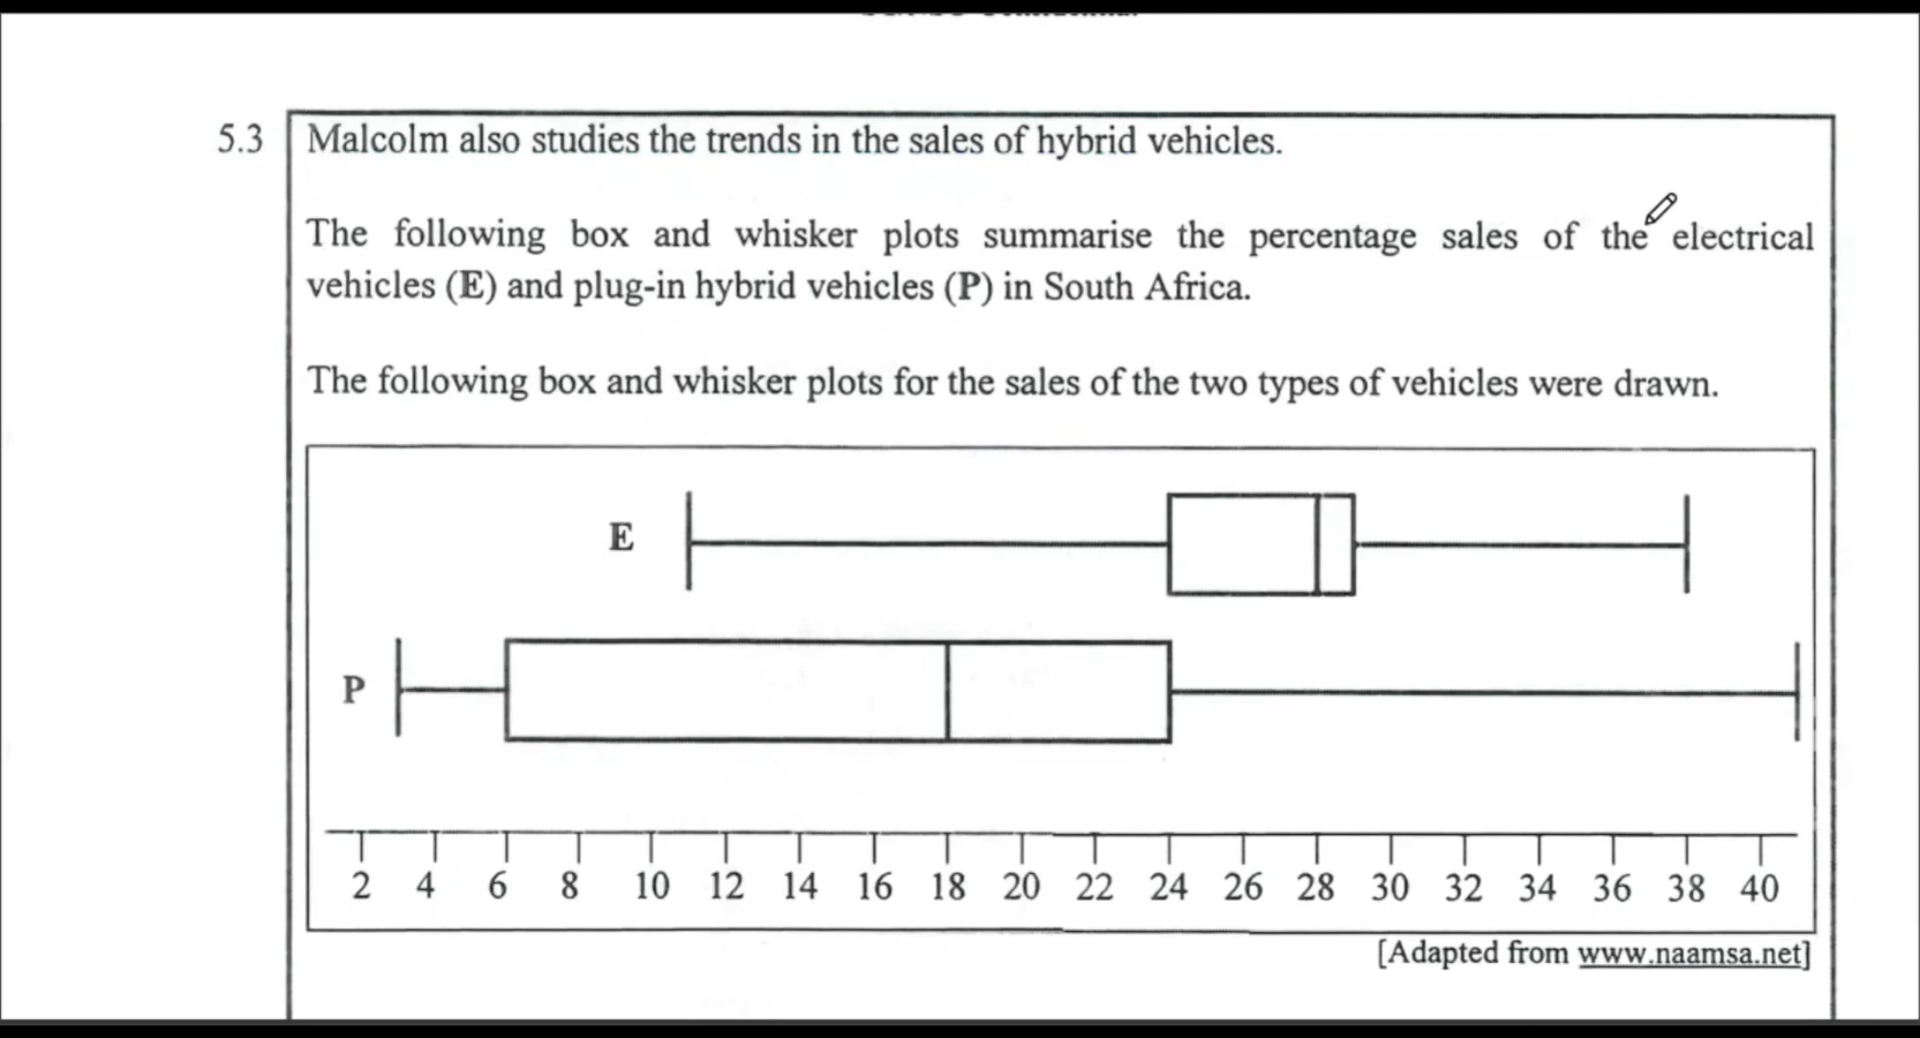 5.3 Malcolm also studies the trends in the sales of hybrid vehicles.
The following box and whisker plots summarise the percentage sales of the electrical
vehicles (E) and plug-in hybrid vehicles (P) in South Africa.
The following box and whisker plots for the sales of the two types of vehicles were drawn.
E
P
2 4 6 8 10 12 14 16 18 20 22 24 26 28 30 32 34 36 38 40
[Adapted from www.naamsa.net]